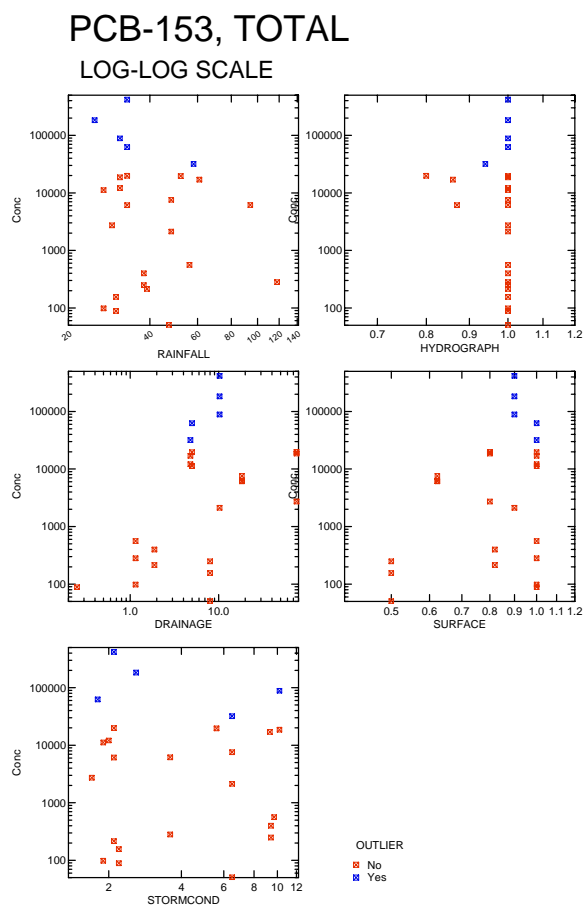 PCB-153, TOTAL
LOG-LOG SCALE
100000
10000
1000
100
Conc
20 40 60 80 100 120 140
RAINFALL
100000
10000
1000
100
Conc
0.7 0.8 0.9 1.0 1.1 1.2
HYDROGRAPH
100000
10000
1000
100
Conc
1.0 10.0
DRAINAGE
100000
10000
1000
100
Conc
0.5 0.6 0.7 0.8 0.9 1.0 1.1 1.2
SURFACE
100000
10000
1000
100
Conc
2 4 6 8 10 12
STORMCOND
OUTLIER
No
Yes